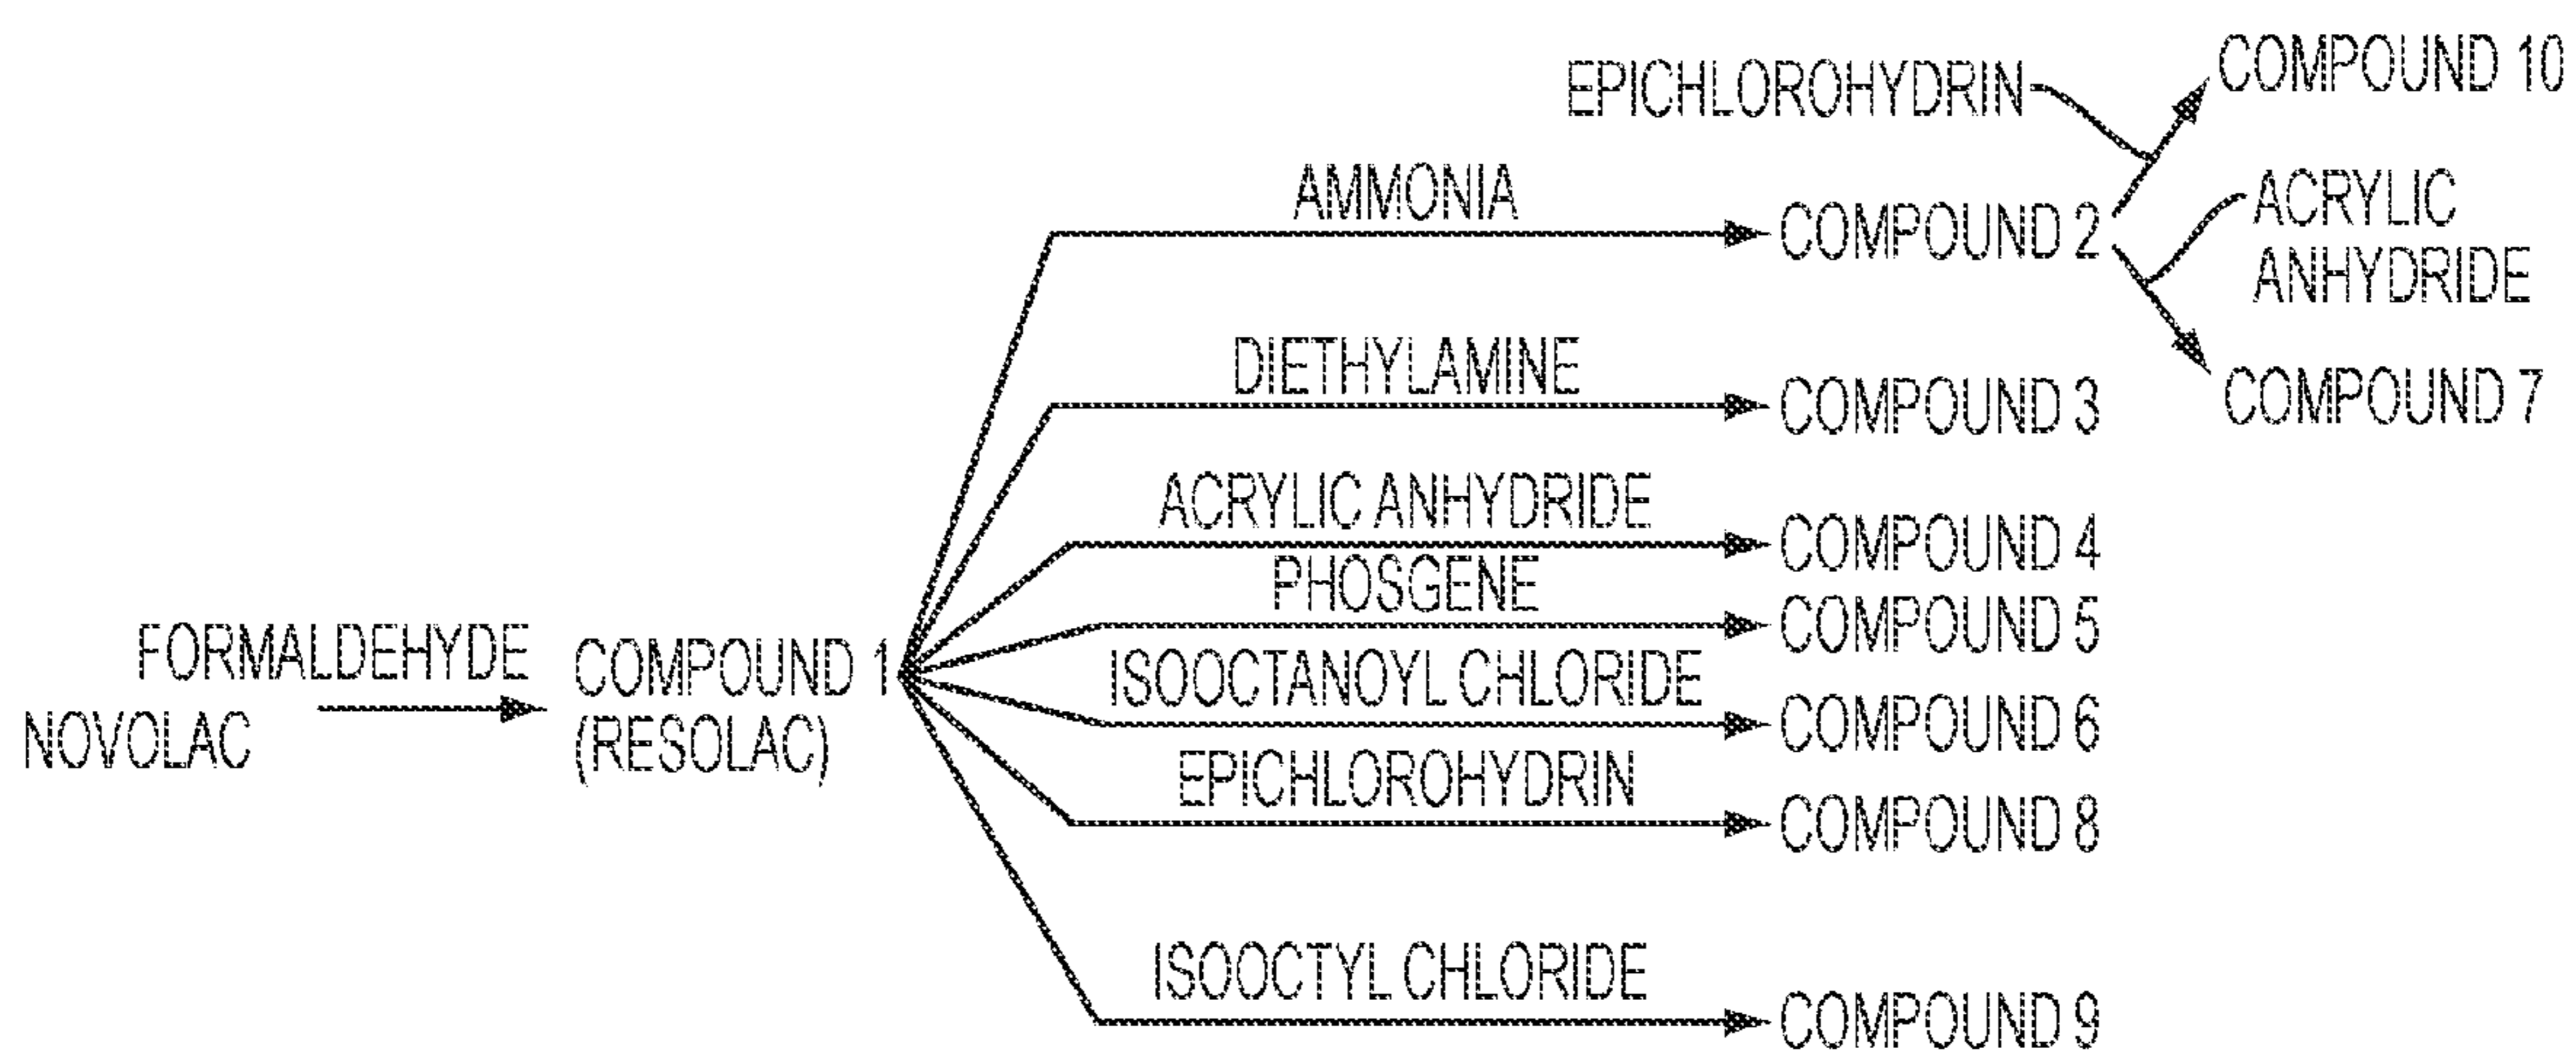 EPICHLOROHYDRIN
COMPOUND 10
AMMONIA
COMPOUND 2
ACRYLIC
ANHYDRIDE
DIETHYLAMINE
COMPOUND 3
COMPOUND 7
ACRYLIC ANHYDRIDE
COMPOUND 4
PHOSGENE
COMPOUND 5
FORMALDEHYDE
NOVOLAC
COMPOUND 1
(RESOLAC)
ISOOCTANOYL CHLORIDE
COMPOUND 6
EPICHLOROHYDRIN
COMPOUND 8
ISOOCTYL CHLORIDE
COMPOUND 9